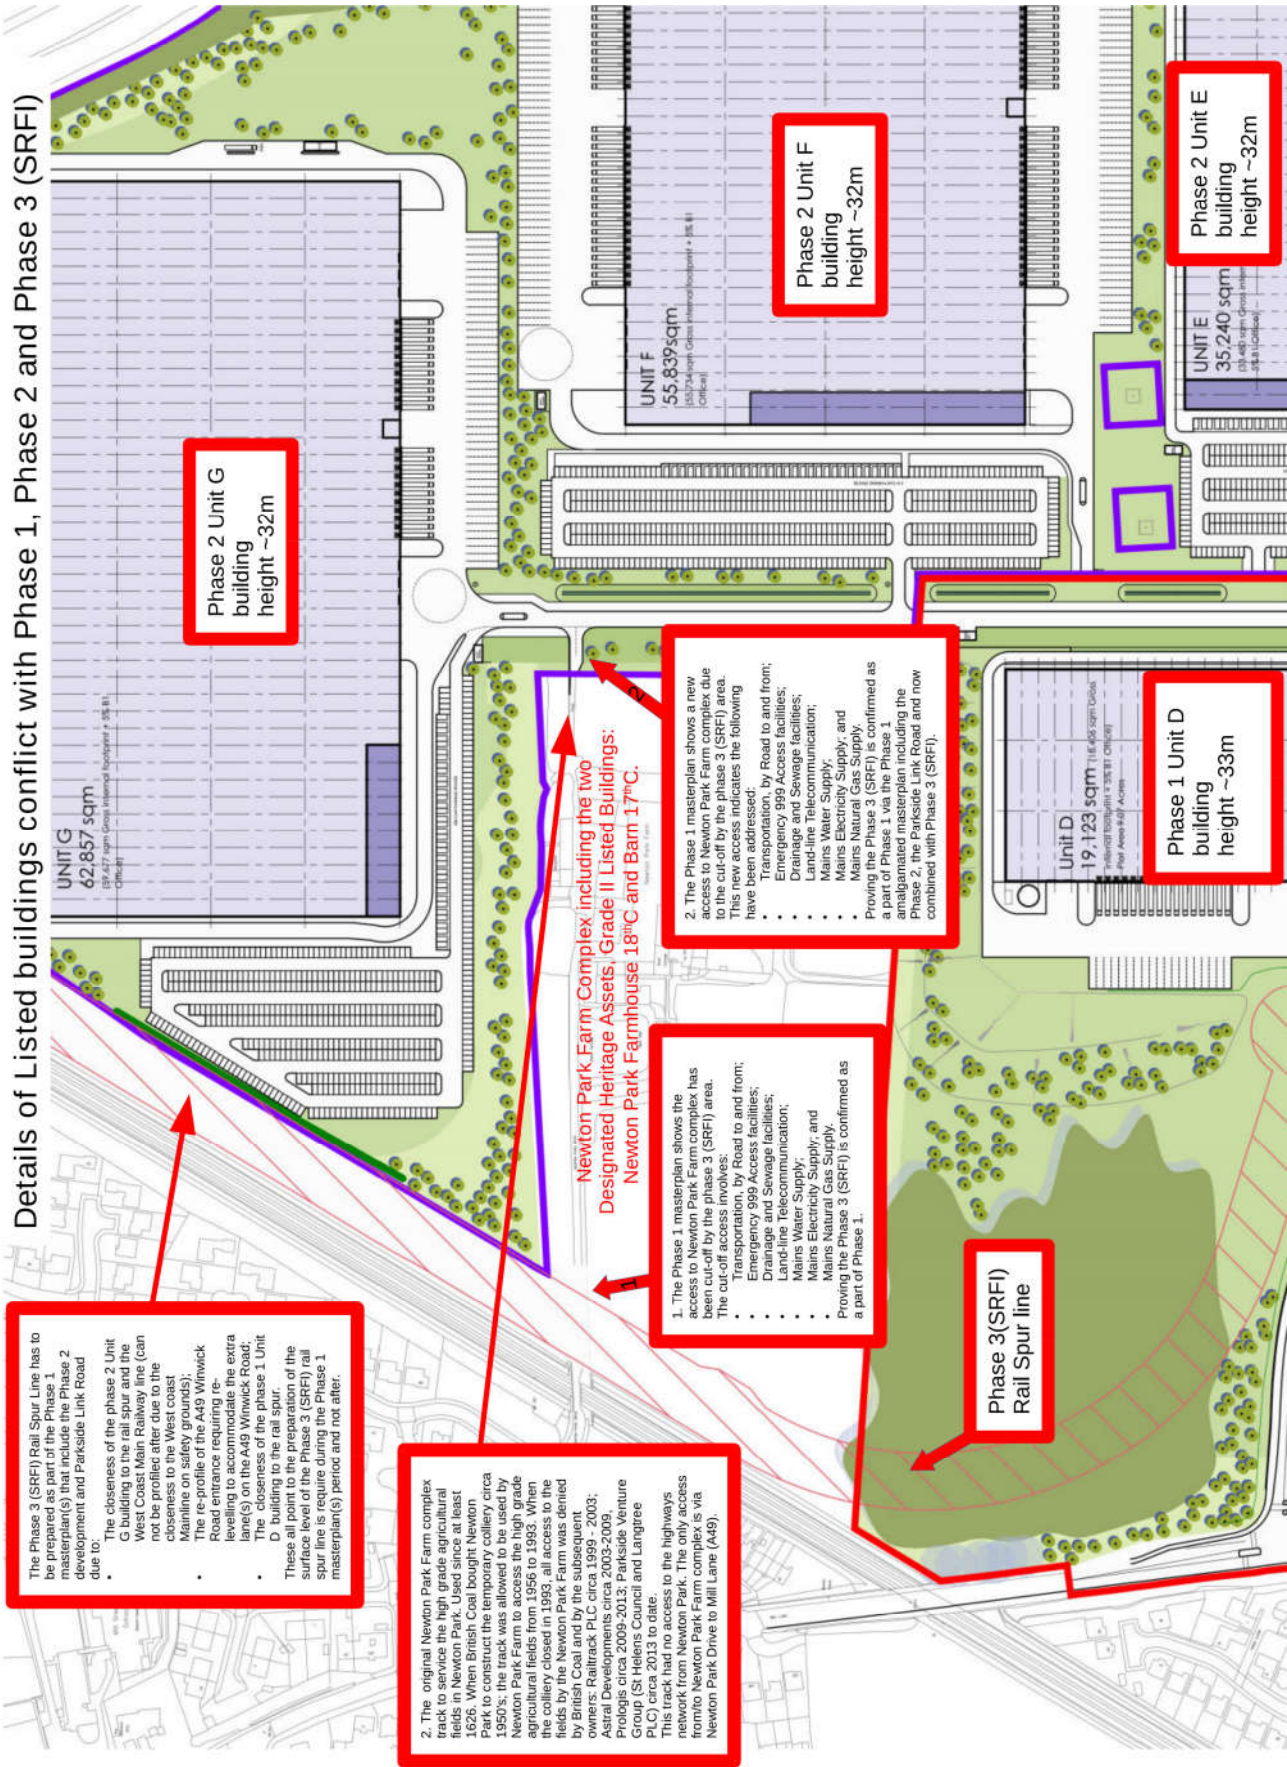 Details of Listed buildings conflict with Phase 1, Phase 2 and Phase 3 (SRFI)
The Phase 3 (SRFI) Rail Spur Line has to
be prepared as part of the Phase 1
masterplan(s) that include the Phase 2
development and Parkside Link Road
due to:
• The closeness of the phase 2 Unit
G building to the rail spur and the
West Coast Main Railway line (can
not be profiled after due to the
closeness to the West coast
Mainline on safety grounds);
• The re-profile of the A49 Winwick
Road entrance requiring re-
levelling to accommodate the extra
lane(s) on the A49 Winwick Road;
• The closeness of the phase 1 Unit
D building to the rail spur.
These all point to the preparation of the
surface level of the Phase 3 (SRFI) rail
spur line is require during the Phase 1
masterplan(s) period and not after.
UNIT G
62,857 sqm
(59,677 sqm Gross internal footprint + 5% B1
Office)
Phase 2 Unit G
building
height ~32m
2. The original Newton Park Farm complex
track to service the high grade agricultural
fields in Newton Park. Used since at least
1626. When British Coal bought Newton
Park to construct the temporary colliery circa
1950's; the track was allowed to be used by
Newton Park Farm to access the high grade
agricultural fields from 1956 to 1993. When
the colliery closed in 1993, all access to the
fields by the Newton Park Farm was denied
by British Coal and by the subsequent
owners: Railtrack PLC circa 1999 - 2003;
Astral Developments circa 2003-2009,
Prologis circa 2009-2013; Parkside Venture
Group (St Helens Council and Langtree
PLC) circa 2013 to date.
This track had no access to the highways
network from Newton Park. The only access
from/to Newton Park Farm complex is via
Newton Park Drive to Mill Lane (A49).
Newton Park Farm Complex including the two
Designated Heritage Assets, Grade II Listed Buildings:
Newton Park Farmhouse 18thC and Barn 17thC.
1
1. The Phase 1 masterplan shows the
access to Newton Park Farm complex has
been cut-off by the phase 3 (SRFI) area.
The cut-off access involves:
• Transportation, by Road to and from;
• Emergency 999 Access facilities;
• Drainage and Sewage facilities;
• Land-line Telecommunication;
• Mains Water Supply;
• Mains Electricity Supply; and
• Mains Natural Gas Supply.
Proving the Phase 3 (SRFI) is confirmed as
a part of Phase 1.
2
2. The Phase 1 masterplan shows a new
access to Newton Park Farm complex due
to the cut-off by the phase 3 (SRFI) area.
This new access indicates the following
have been addressed:
• Transportation, by Road to and from;
• Emergency 999 Access facilities;
• Drainage and Sewage facilities;
• Land-line Telecommunication;
• Mains Water Supply;
• Mains Electricity Supply; and
• Mains Natural Gas Supply.
Proving the Phase 3 (SRFI) is confirmed as
a part of Phase 1 via the Phase 1
amalgamated masterplan including the
Phase 2, the Parkside Link Road and now
combined with Phase 3 (SRFI).
UNIT F
55,839sqm
(55,734 sqm Gross internal footprint + 5% B1
Office)
Phase 2 Unit F
building
height ~32m
Phase 3(SRFI)
Rail Spur line
Unit D
19,123 sqm
Phase 1 Unit D
building
height ~33m
UNIT E
35,240 sqm
Phase 2 Unit E
building
height ~32m